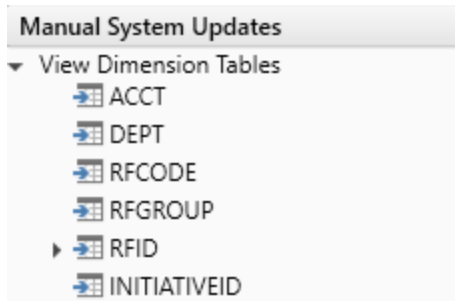 Manual System Updates
View Dimension Tables
ACCT
DEPT
RFCODE
RFGROUP
RFID
INITIATIVEID